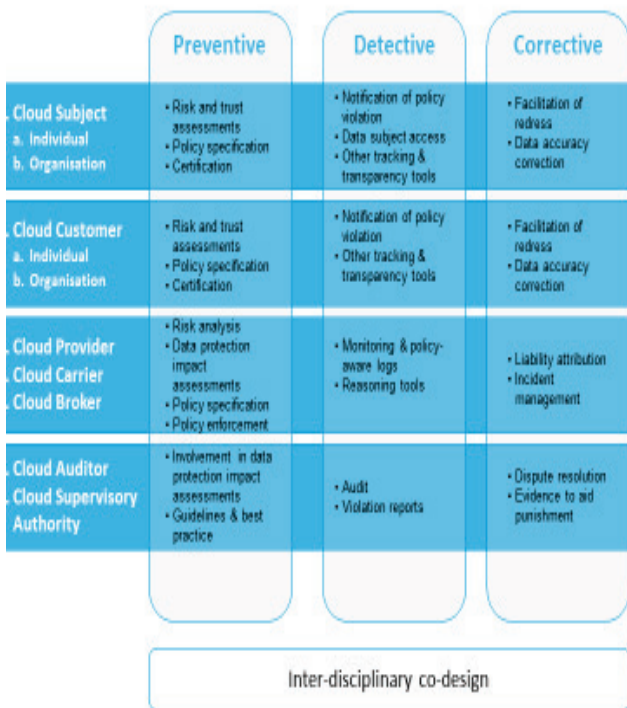 Preventive
Detective
Corrective
. Cloud Subject
a. Individual
b. Organisation
• Risk and trust
assessments
• Policy specification
• Certification
• Notification of policy
violation
• Data subject access
• Other tracking &
transparency tools
• Facilitation of
redress
• Data accuracy
correction
. Cloud Customer
a. Individual
b. Organisation
• Risk and trust
assessments
• Policy specification
• Certification
• Notification of policy
violation
• Other tracking &
transparency tools
• Facilitation of
redress
• Data accuracy
correction
. Cloud Provider
. Cloud Carrier
. Cloud Broker
• Risk analysis
• Data protection
impact
assessments
• Policy specification
• Policy enforcement
• Monitoring & policy-
aware logs
• Reasoning tools
• Liability attribution
• Incident
management
. Cloud Auditor
. Cloud Supervisory
Authority
• Involvement in data
protection impact
assessments
• Guidelines & best
practice
• Audit
• Violation reports
• Dispute resolution
• Evidence to aid
punishment
Inter-disciplinary co-design